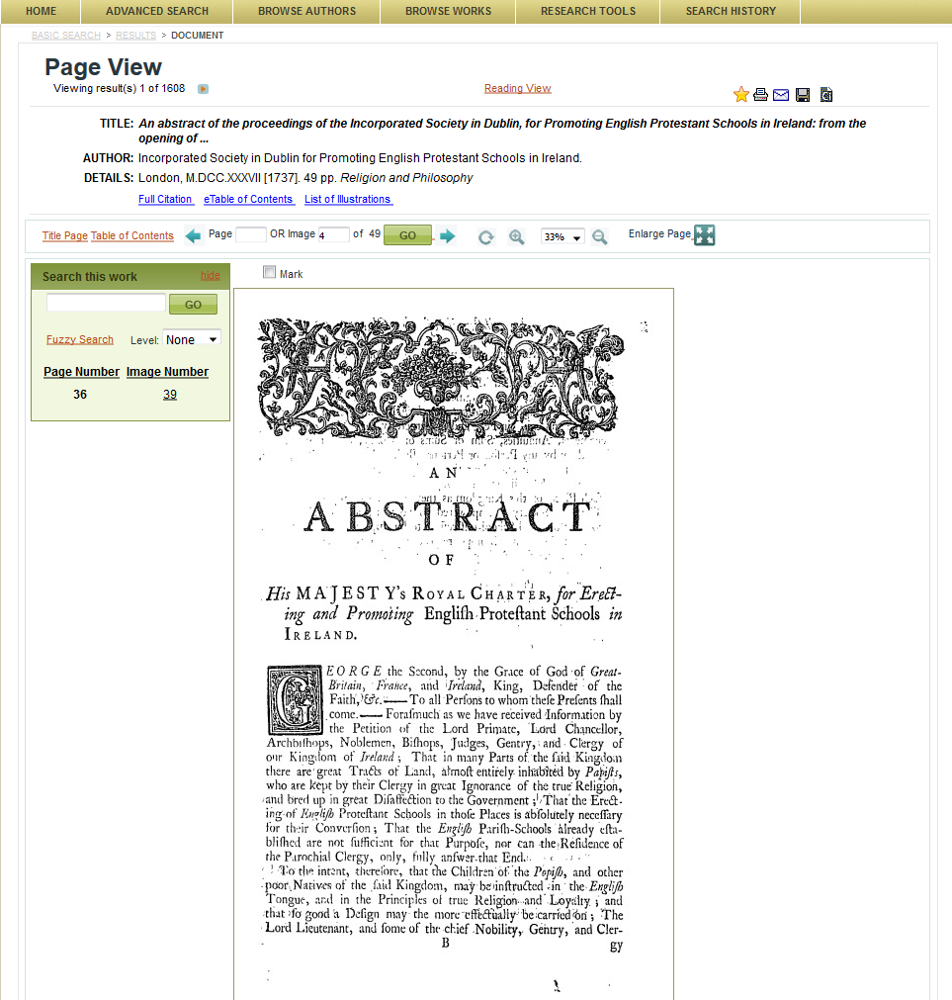 HOME ADVANCED SEARCH BROWSE AUTHORS BROWSE WORKS RESEARCH TOOLS SEARCH HISTORY
BASIC SEARCH > RESULTS > DOCUMENT
Page View
Viewing result(s) 1 of 1608
Reading View
TITLE: An abstract of the proceedings of the Incorporated Society in Dublin, for Promoting English Protestant Schools in Ireland: from the
opening of ...
AUTHOR: Incorporated Society in Dublin for Promoting English Protestant Schools in Ireland.
DETAILS: London, M.DCC.XXXVII [1737]. 49 pp. Religion and Philosophy
Full Citation eTable of Contents List of Illustrations
Title Page Table of Contents Page OR Image 4 of 49 GO 33% Enlarge Page
Search this work hide
GO
Fuzzy Search Level: None
Page Number Image Number
36 39
Mark
AN
ABSTRACT
OF
His MAJESTY's ROYAL CHARTER, for Erect-
ing and Promoting Engliſh Proteſtant Schools in
IRELAND.
GEORGE the Second, by the Grace of God of Great-
Britain, France, and Ireland, King, Defender of the
Faith, &c.—To all Perſons to whom theſe Preſents ſhall
come.—Foraſmuch as we have received Information by
the Petition of the Lord Primate, Lord Chancellor,
Archbiſhops, Noblemen, Biſhops, Judges, Gentry, and Clergy of
our Kingdom of Ireland; That in many Parts of the ſaid Kingdom
there are great Tracts of Land, almoſt entirely inhabited by Papiſts,
who are kept by their Clergy in great Ignorance of the true Religion,
and bred up in great Diſaffection to the Government; That the Erect-
ing of Engliſh Proteſtant Schools in thoſe Places is abſolutely neceſſary
for their Converſion; That the Engliſh Pariſh-Schools already eſta-
bliſhed are not ſufficient for that Purpoſe, nor can the Reſidence of
the Parochial Clergy, only, fully anſwer that End.
To the intent, therefore, that the Children of the Popiſh, and other
poor Natives of the ſaid Kingdom, may be inſtructed in the Engliſh
Tongue, and in the Principles of true Religion and Loyalty; and
that ſo good a Deſign may the more effectually be carried on; The
Lord Lieutenant, and ſome of the chief Nobility, Gentry, and Cler-
B gy